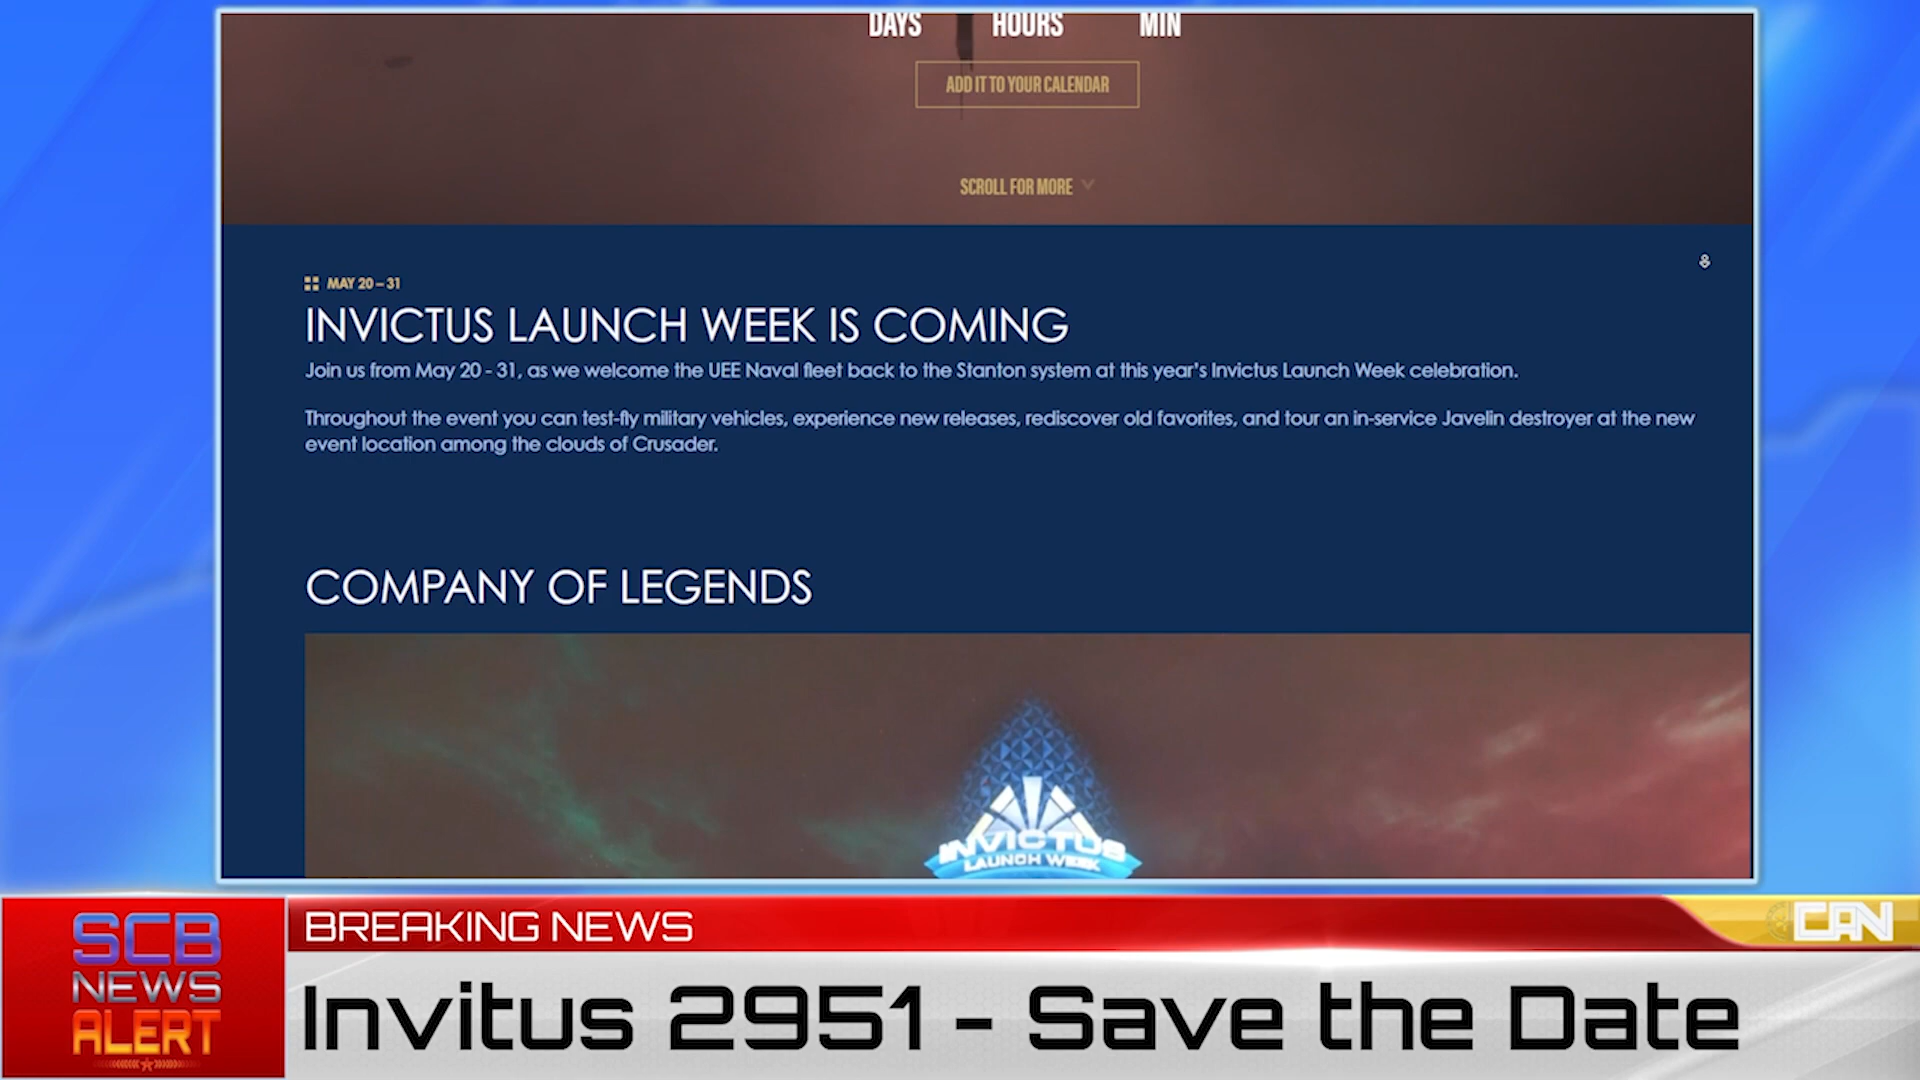 DAYS HOURS MIN
ADD IT TO YOUR CALENDAR
SCROLL FOR MORE
MAY 20 – 31
INVICTUS LAUNCH WEEK IS COMING
Join us from May 20 - 31, as we welcome the UEE Naval fleet back to the Stanton system at this year's Invictus Launch Week celebration.
Throughout the event you can test-fly military vehicles, experience new releases, rediscover old favorites, and tour an in-service Javelin destroyer at the new
event location among the clouds of Crusader.
COMPANY OF LEGENDS
INVICTUS
LAUNCH WEEK
SCB
NEWS
ALERT
BREAKING NEWS
CAN
Invitus 2951 - Save the Date